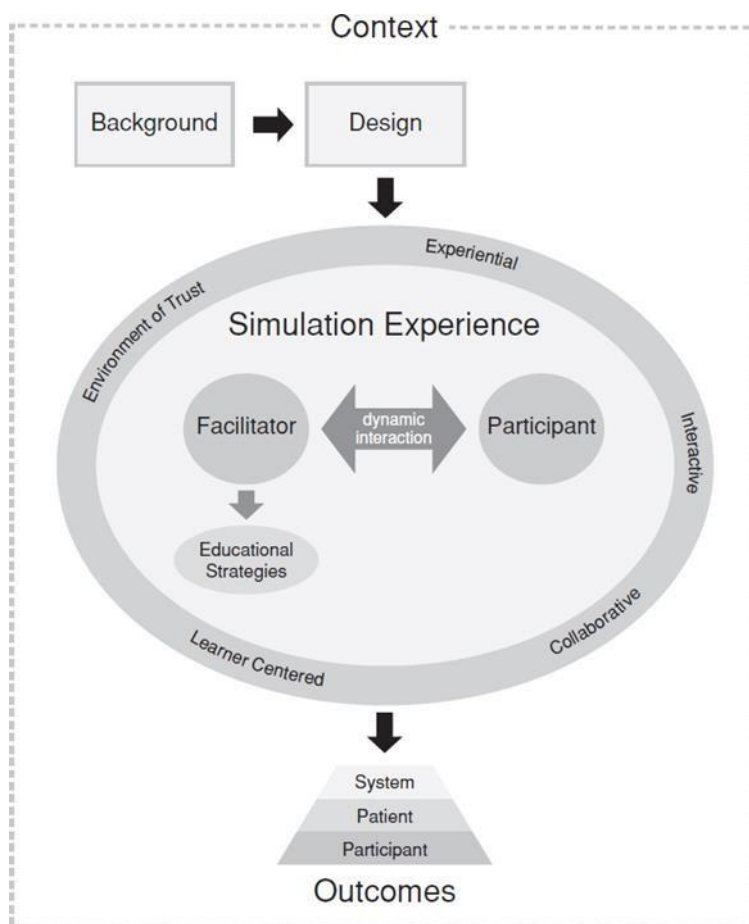 Context
Background
Design
Experiential
Environment of Trust
Simulation Experience
Facilitator
dynamic
interaction
Participant
Interactive
Educational
Strategies
Collaborative
Learner Centered
System
Patient
Participant
Outcomes